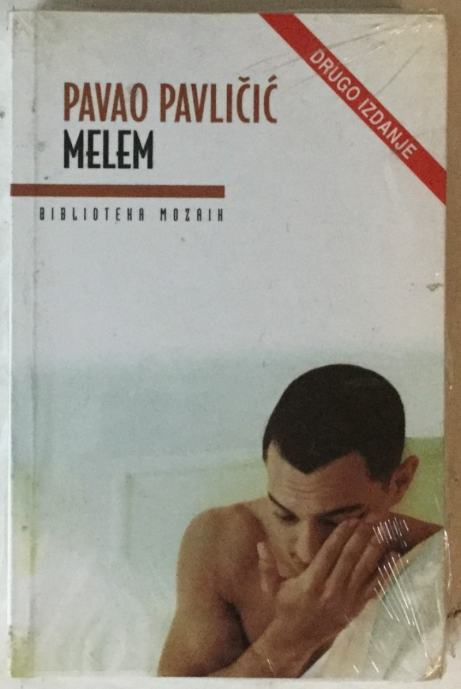 PAVAO PAVLIČIĆ
MELEM
BIBLIOTEKA MOZAIK
DRUGO IZDANJE